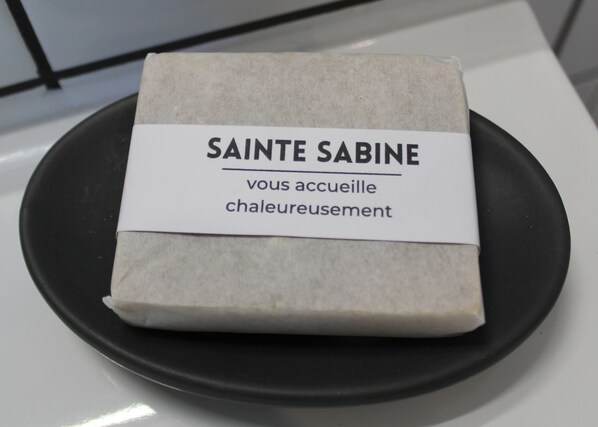 SAINTE SABINE
vous accueille
chaleureusement